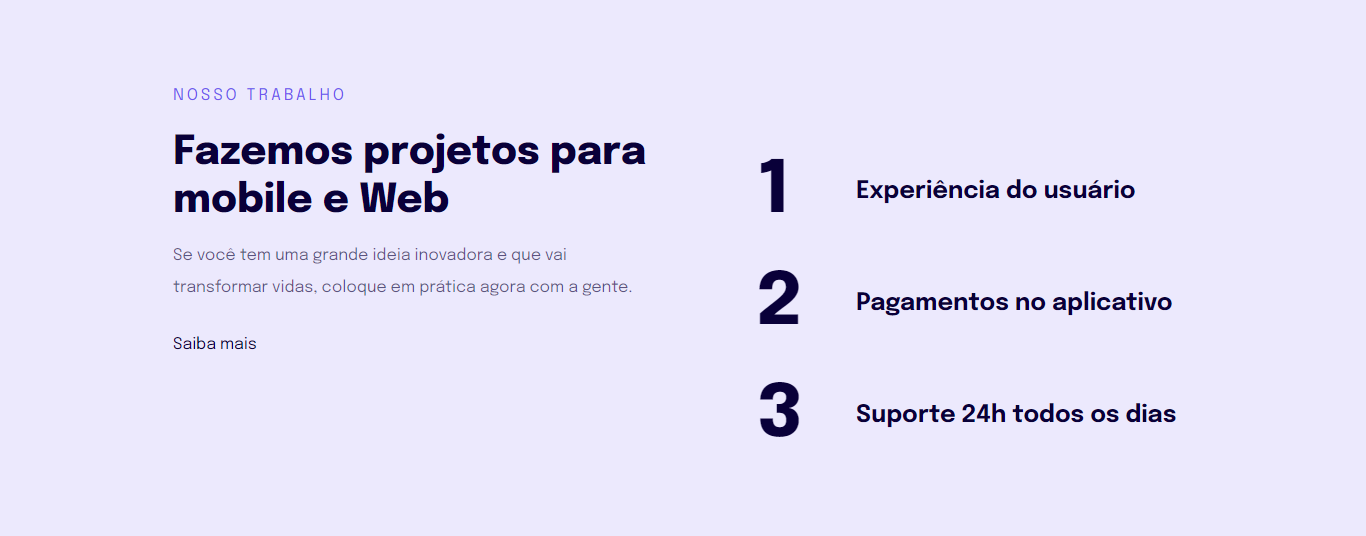 NOSSO TRABALHO
Fazemos projetos para
mobile e Web
Se você tem uma grande ideia inovadora e que vai
transformar vidas, coloque em prática agora com a gente.
Saiba mais
1 Experiência do usuário
2 Pagamentos no aplicativo
3 Suporte 24h todos os dias